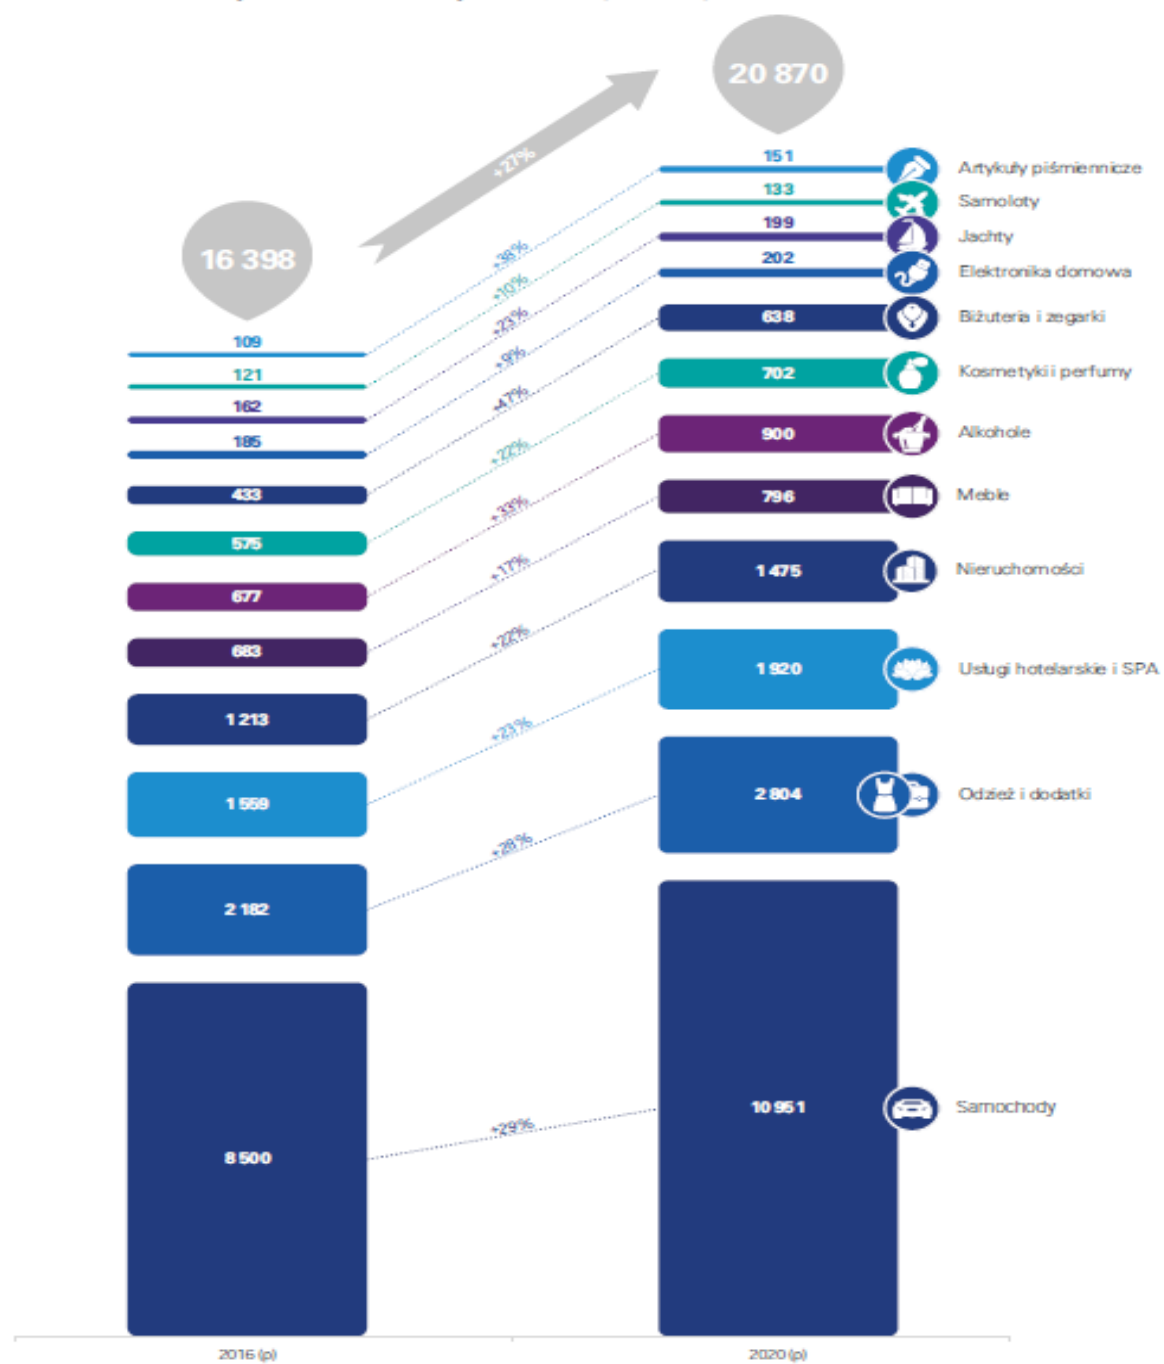 20 870
+27%
16 398
151
Artykuły piśmiennicze
133
Samoloty
199
Jachty
202
Elektronika domowa
638
Biżuteria i zegarki
702
Kosmetyki i perfumy
900
Alkohole
796
Meble
1 475
Nieruchomości
1 920
Usługi hotelarskie i SPA
2 804
Odzież i dodatki
10 951
Samochody
+38%
+10%
+23%
+9%
+47%
+22%
+33%
+17%
+22%
+23%
+28%
+29%
109
121
162
185
433
575
677
683
1 213
1 559
2 182
8 500
2016 (p)
2020 (p)